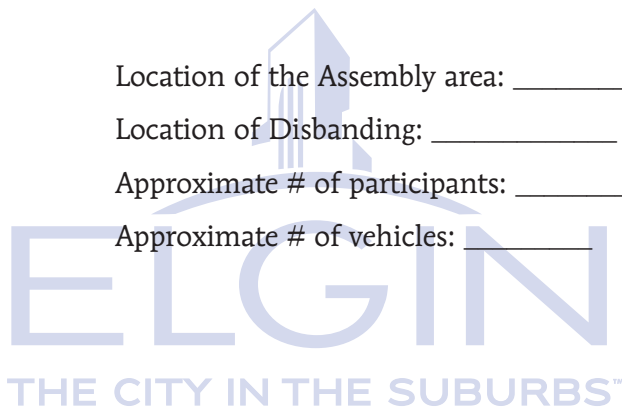 Location of the Assembly area: ________
Location of Disbanding: _____________
Approximate # of participants: ________
Approximate # of vehicles: _________
ELGIN
THE CITY IN THE SUBURBS™